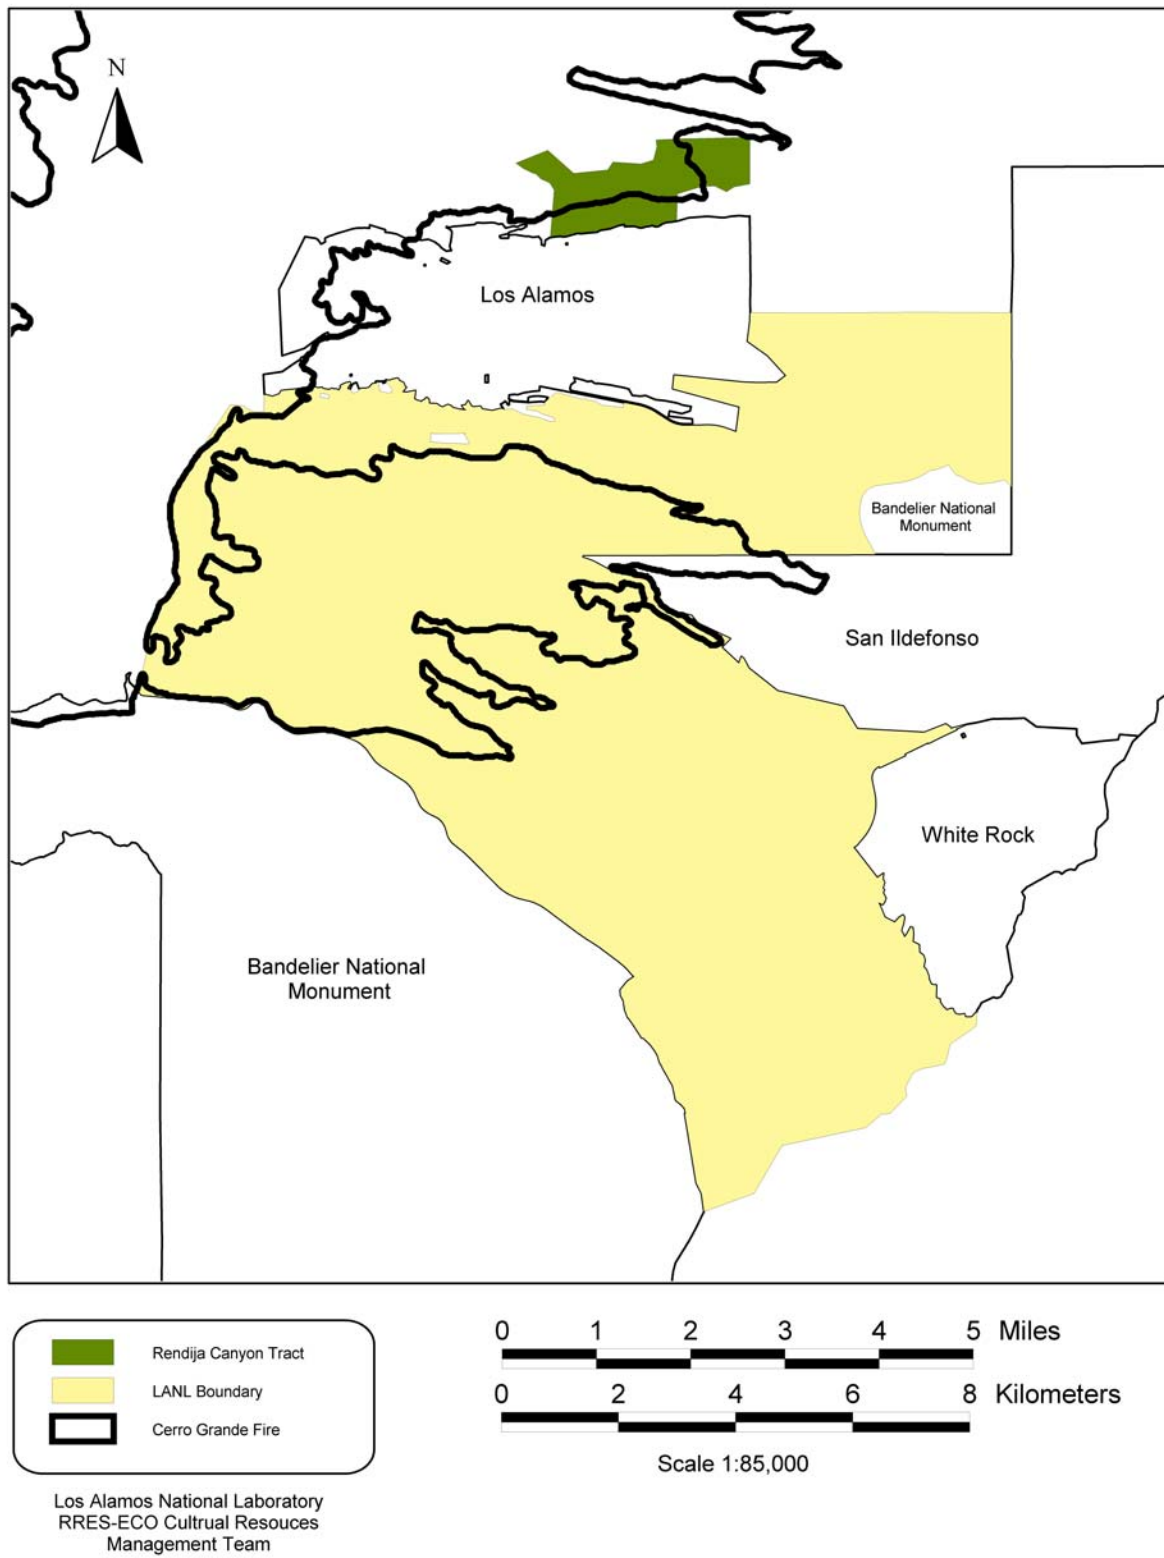 N
Los Alamos
Bandelier National
Monument
San Ildefonso
White Rock
Bandelier National
Monument
Rendija Canyon Tract
LANL Boundary
Cerro Grande Fire
0 1 2 3 4 5 Miles
0 2 4 6 8 Kilometers
Scale 1:85,000
Los Alamos National Laboratory
RRES-ECO Cultrual Resouces
Management Team